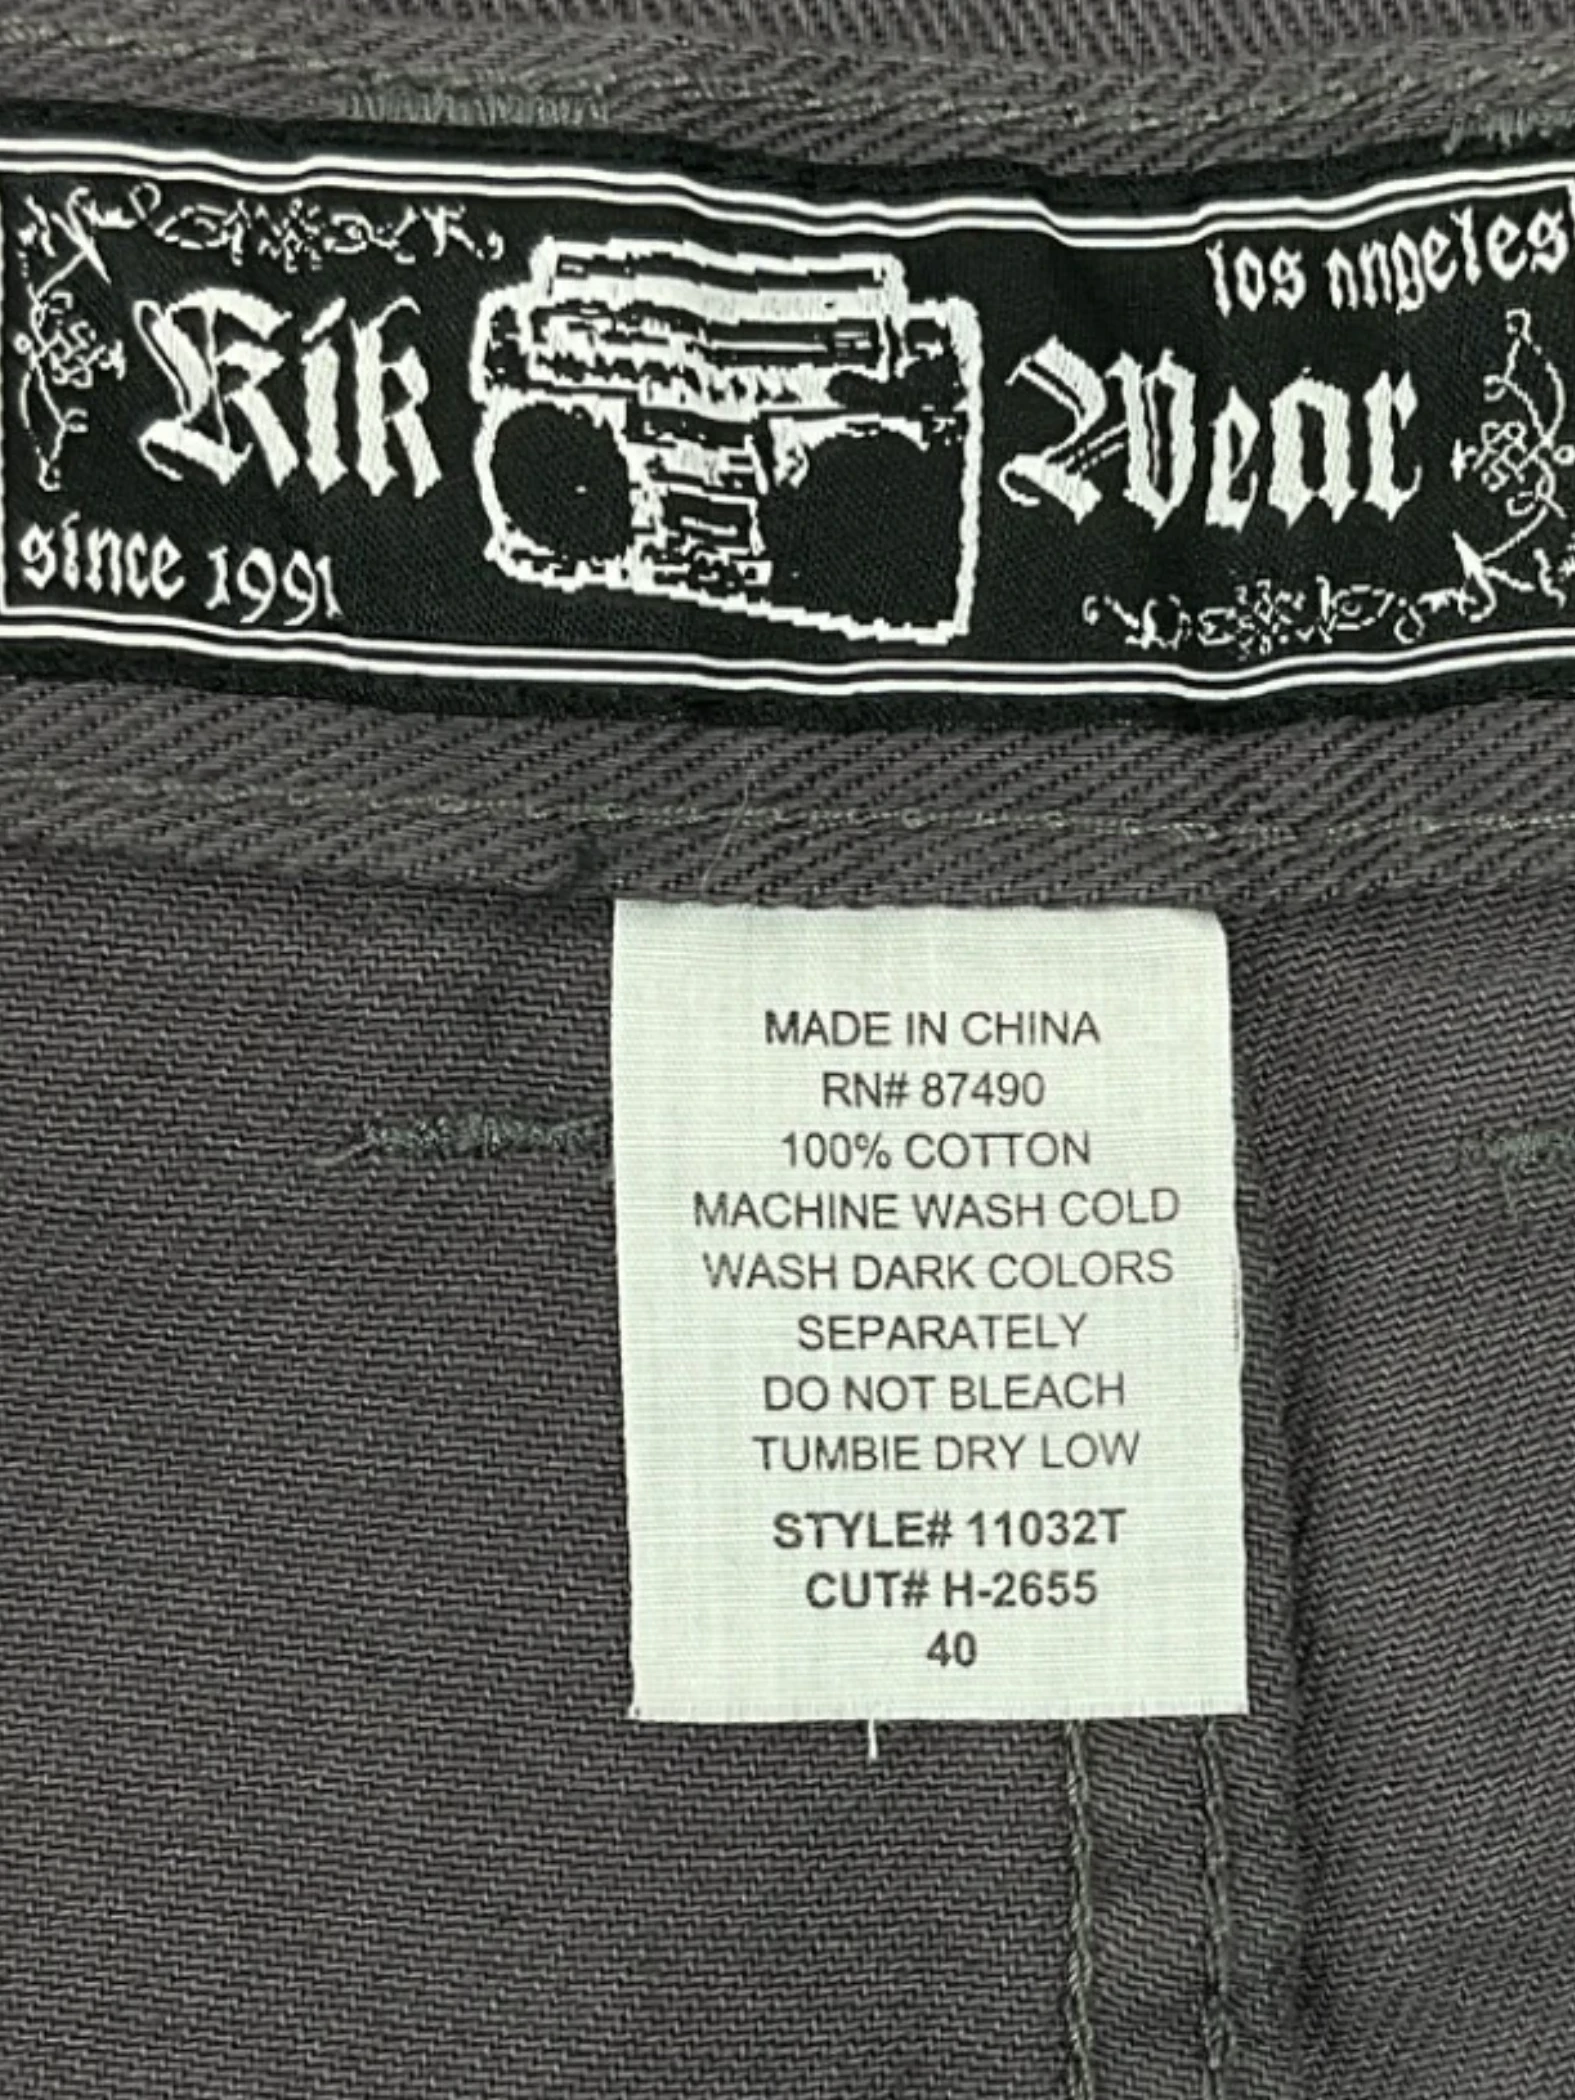 los angeles
Kik Wear
since 1991
MADE IN CHINA
RN# 87490
100% COTTON
MACHINE WASH COLD
WASH DARK COLORS
SEPARATELY
DO NOT BLEACH
TUMBIE DRY LOW
STYLE# 11032T
CUT# H-2655
40